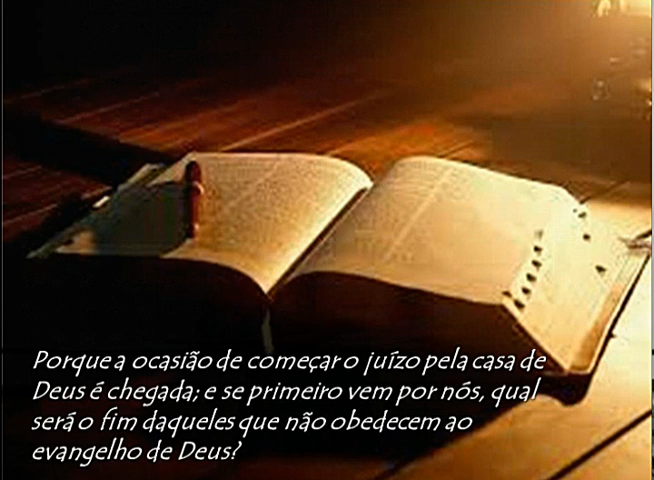 Porque a ocasião de começar o juízo pela casa de
Deus é chegada; e se primeiro vem por nós, qual
será o fim daqueles que não obedecem ao
evangelho de Deus?